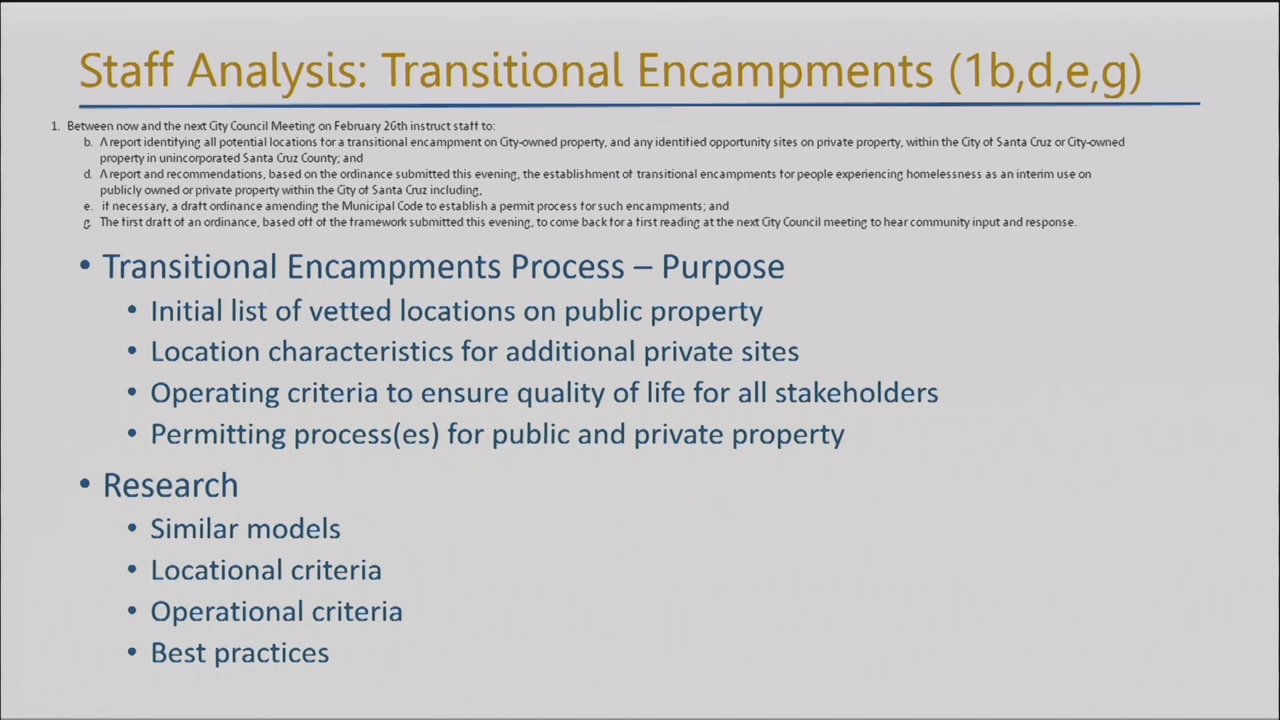 Staff Analysis: Transitional Encampments (1b,d,e,g)
1. Between now and the next City Council Meeting on February 26th instruct staff to:
b. A report identifying all potential locations for a transitional encampment on City-owned property, and any identified opportunity sites on private property, within the City of Santa Cruz or City-owned
property in unincorporated Santa Cruz County; and
d. A report and recommendations, based on the ordinance submitted this evening, the establishment of transitional encampments for people experiencing homelessness as an interim use on
publicly owned or private property within the City of Santa Cruz including,
e. if necessary, a draft ordinance amending the Municipal Code to establish a permit process for such encampments; and
g. The first draft of an ordinance, based off of the framework submitted this evening, to come back for a first reading at the next City Council meeting to hear community input and response.
• Transitional Encampments Process – Purpose
• Initial list of vetted locations on public property
• Location characteristics for additional private sites
• Operating criteria to ensure quality of life for all stakeholders
• Permitting process(es) for public and private property
• Research
• Similar models
• Locational criteria
• Operational criteria
• Best practices